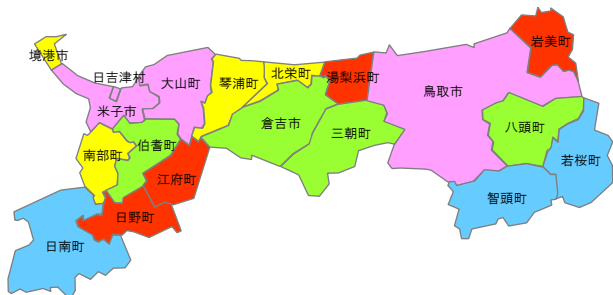 岩美町
境港市
日吉津村
大山町
琴浦町
北栄町
湯梨浜町
鳥取市
米子市
倉吉市
三朝町
八頭町
南部町
伯耆町
若桜町
江府町
智頭町
日野町
日南町